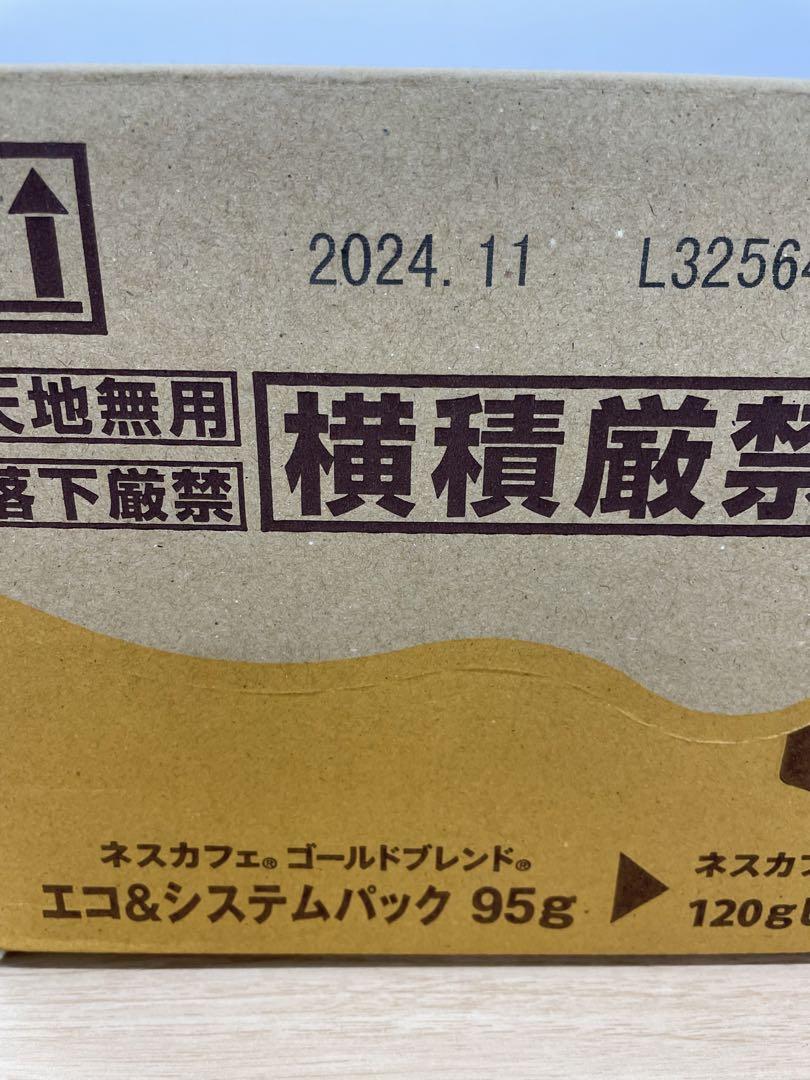 2024. 11 L32564
天地無用
落下厳禁
横積厳禁
ネスカフェ® ゴールドブレンド®
エコ&システムパック 95g
ネスカフ
120g